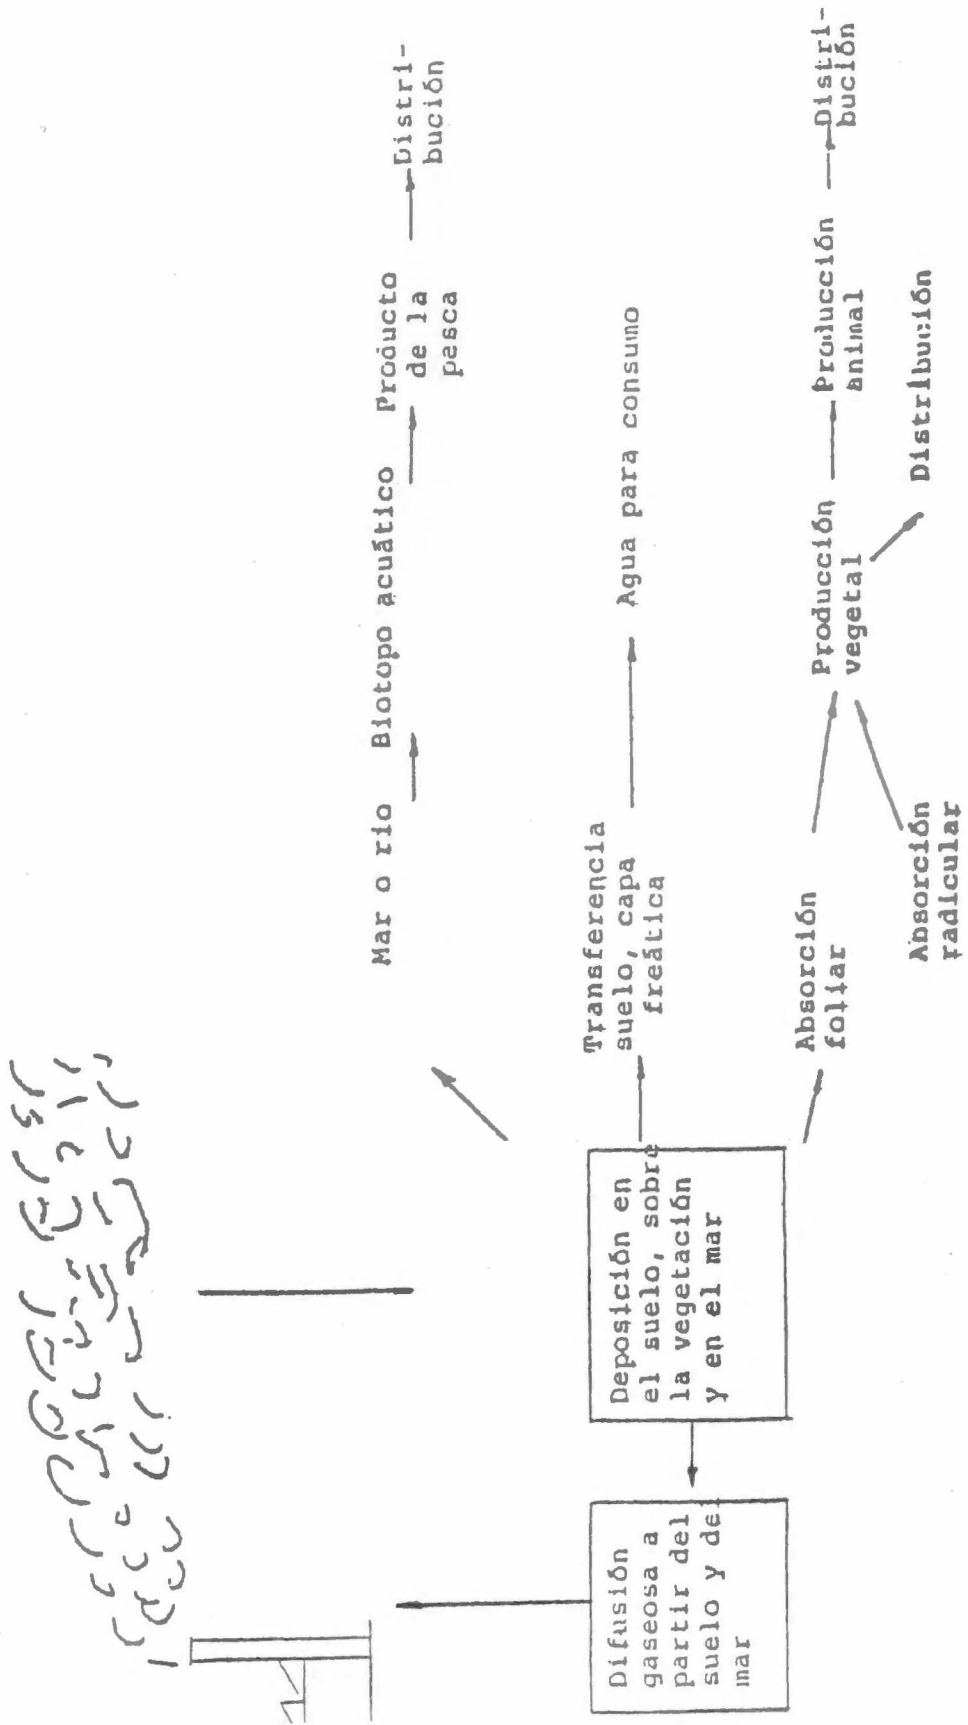 Mar o rio
Biotopo acuático
Producto
de la
pesca
Distri-
bución
Transferencia
suelo, capa
freática
Agua para consumo
Deposición en
el suelo, sobre
la vegetación
y en el mar
Difusión
gaseosa a
partir del
suelo y del
mar
Absorción
foliar
Absorción
radicular
Producción
vegetal
Producción
animal
Distri-
bución
Distribución